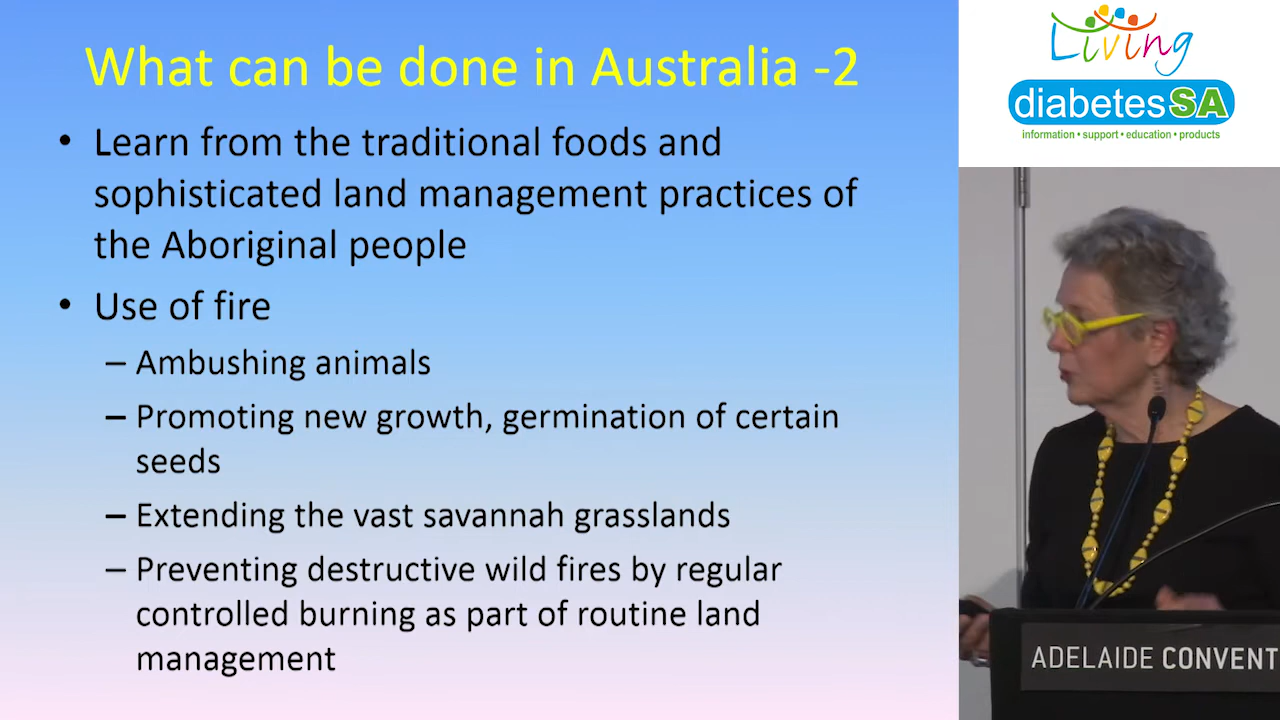 What can be done in Australia -2
• Learn from the traditional foods and
sophisticated land management practices of
the Aboriginal people
• Use of fire
– Ambushing animals
– Promoting new growth, germination of certain
seeds
– Extending the vast savannah grasslands
– Preventing destructive wild fires by regular
controlled burning as part of routine land
management
Living
diabetesSA
information • support • education • products
ADELAIDE CONVENT